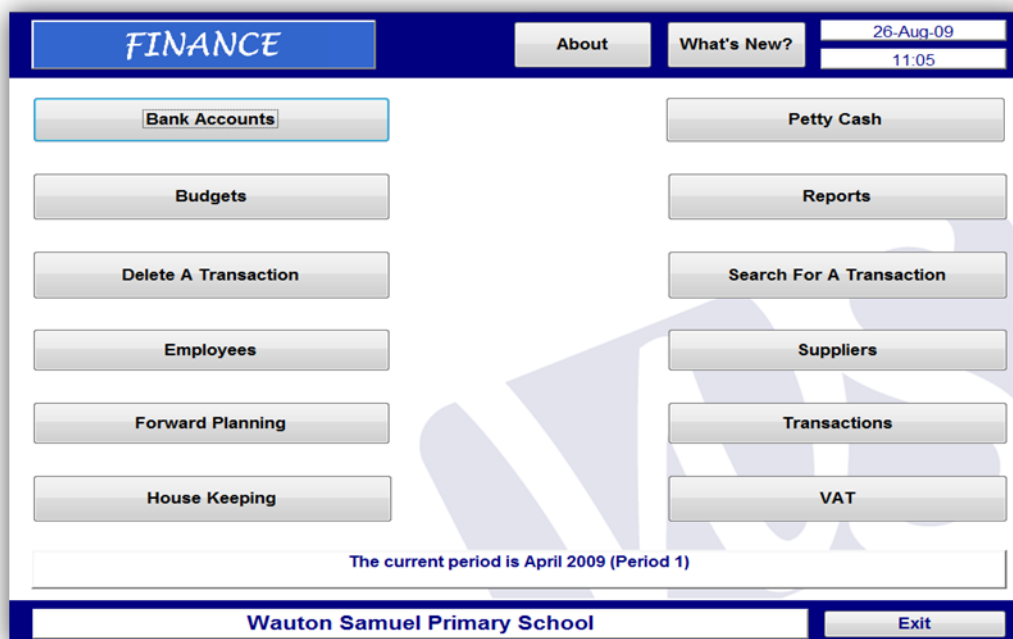 FINANCE
About
What's New?
26-Aug-09
11:05
Bank Accounts
Petty Cash
Budgets
Reports
Delete A Transaction
Search For A Transaction
Employees
Suppliers
Forward Planning
Transactions
House Keeping
VAT
The current period is April 2009 (Period 1)
Wauton Samuel Primary School
Exit